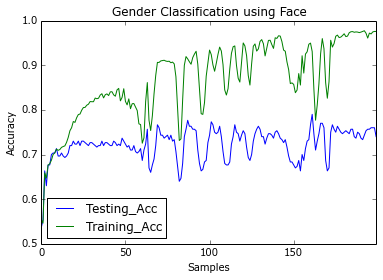 Gender Classification using Face
1.0
0.9
0.8
0.7
0.6
0.5
Accuracy
Testing_Acc
Training_Acc
0 50 100 150
Samples